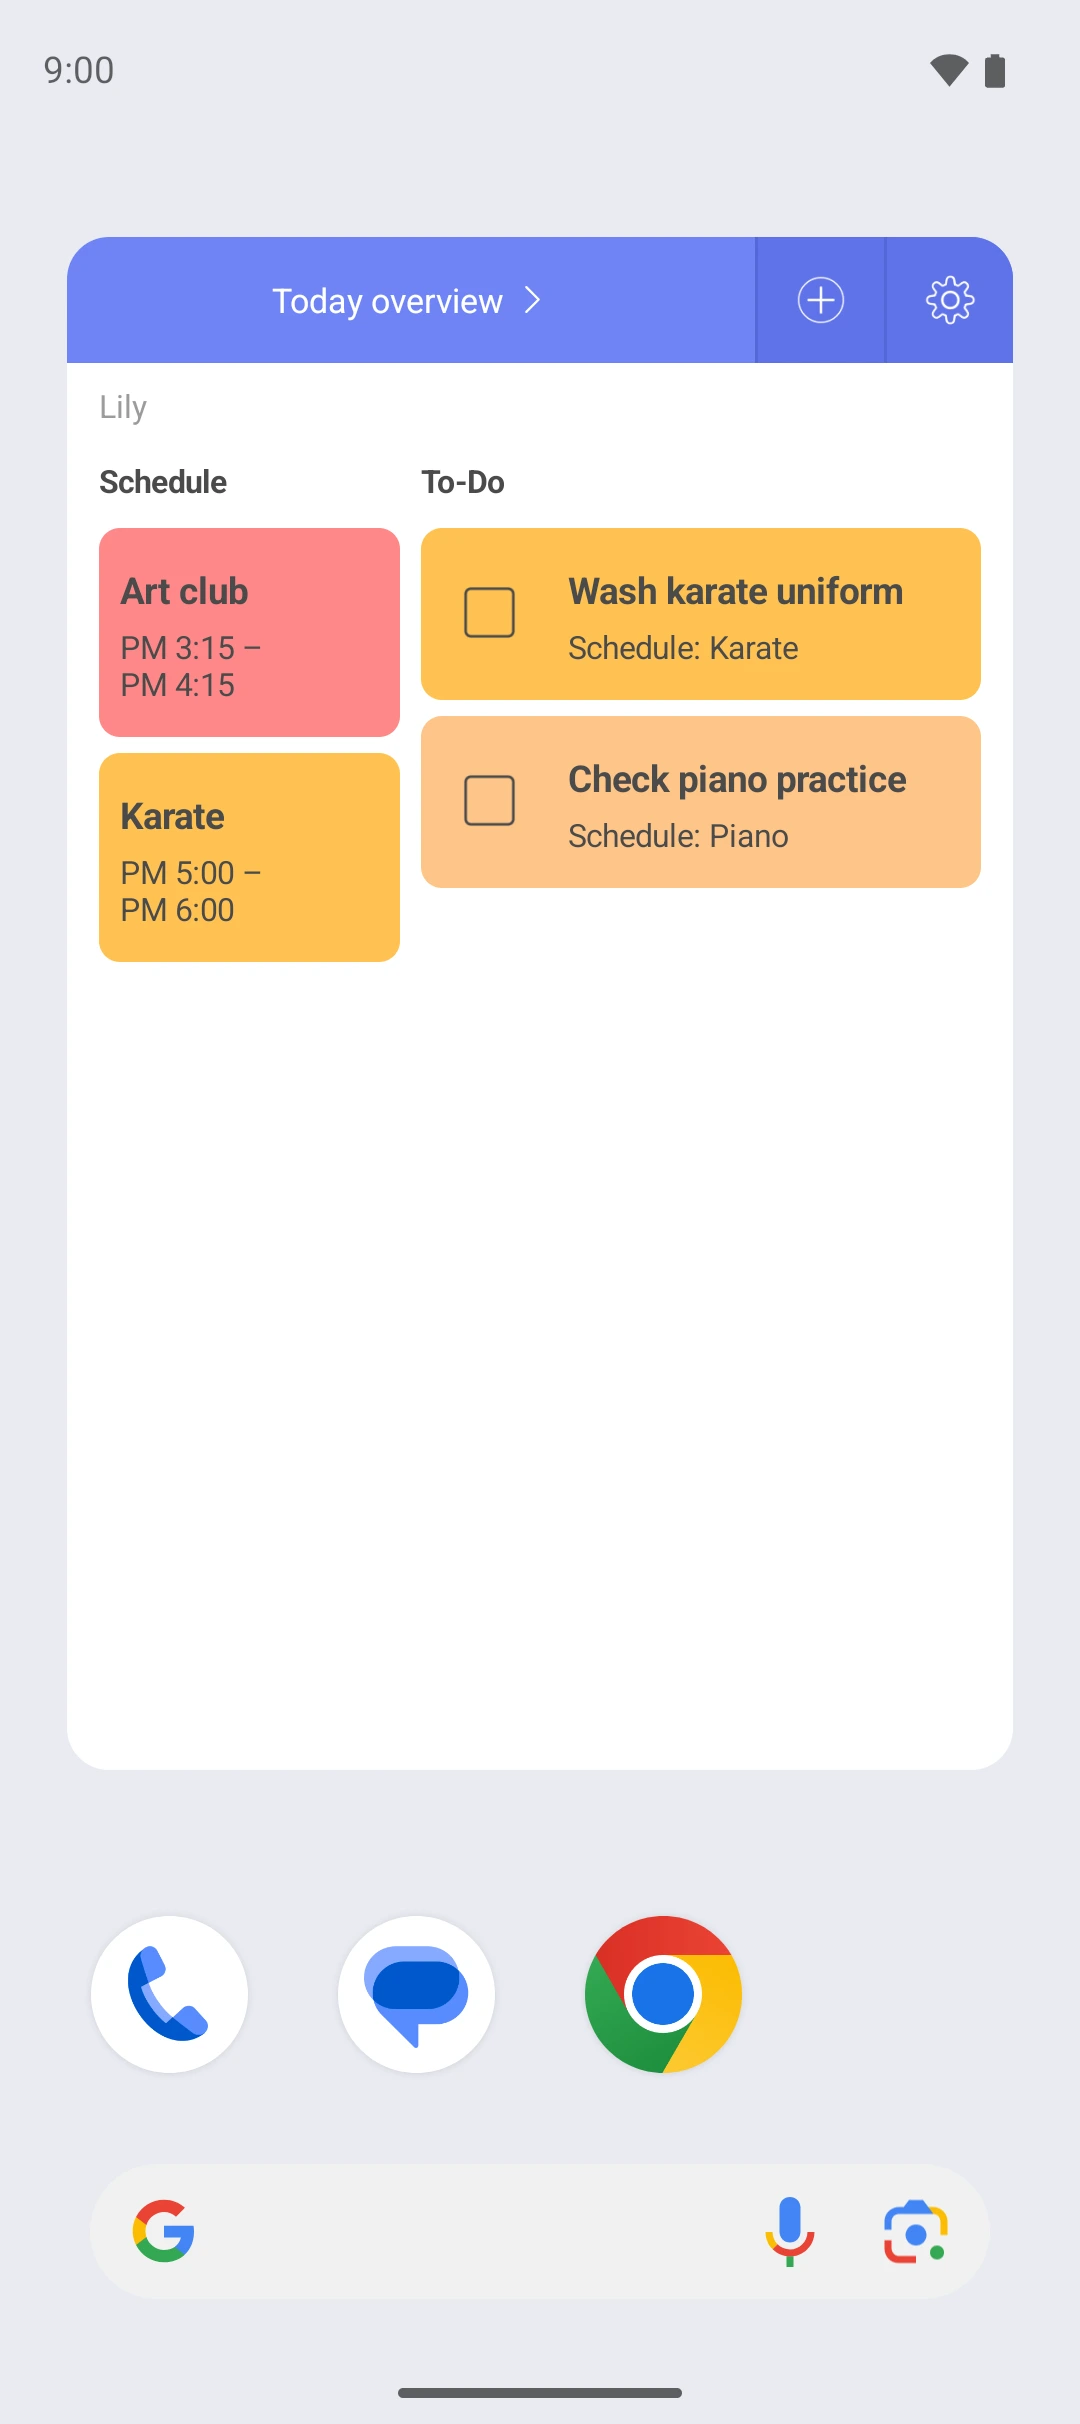 9:00
Today overview
Lily
Schedule
To-Do
Art club
PM 3:15 –
PM 4:15
Karate
PM 5:00 –
PM 6:00
Wash karate uniform
Schedule: Karate
Check piano practice
Schedule: Piano